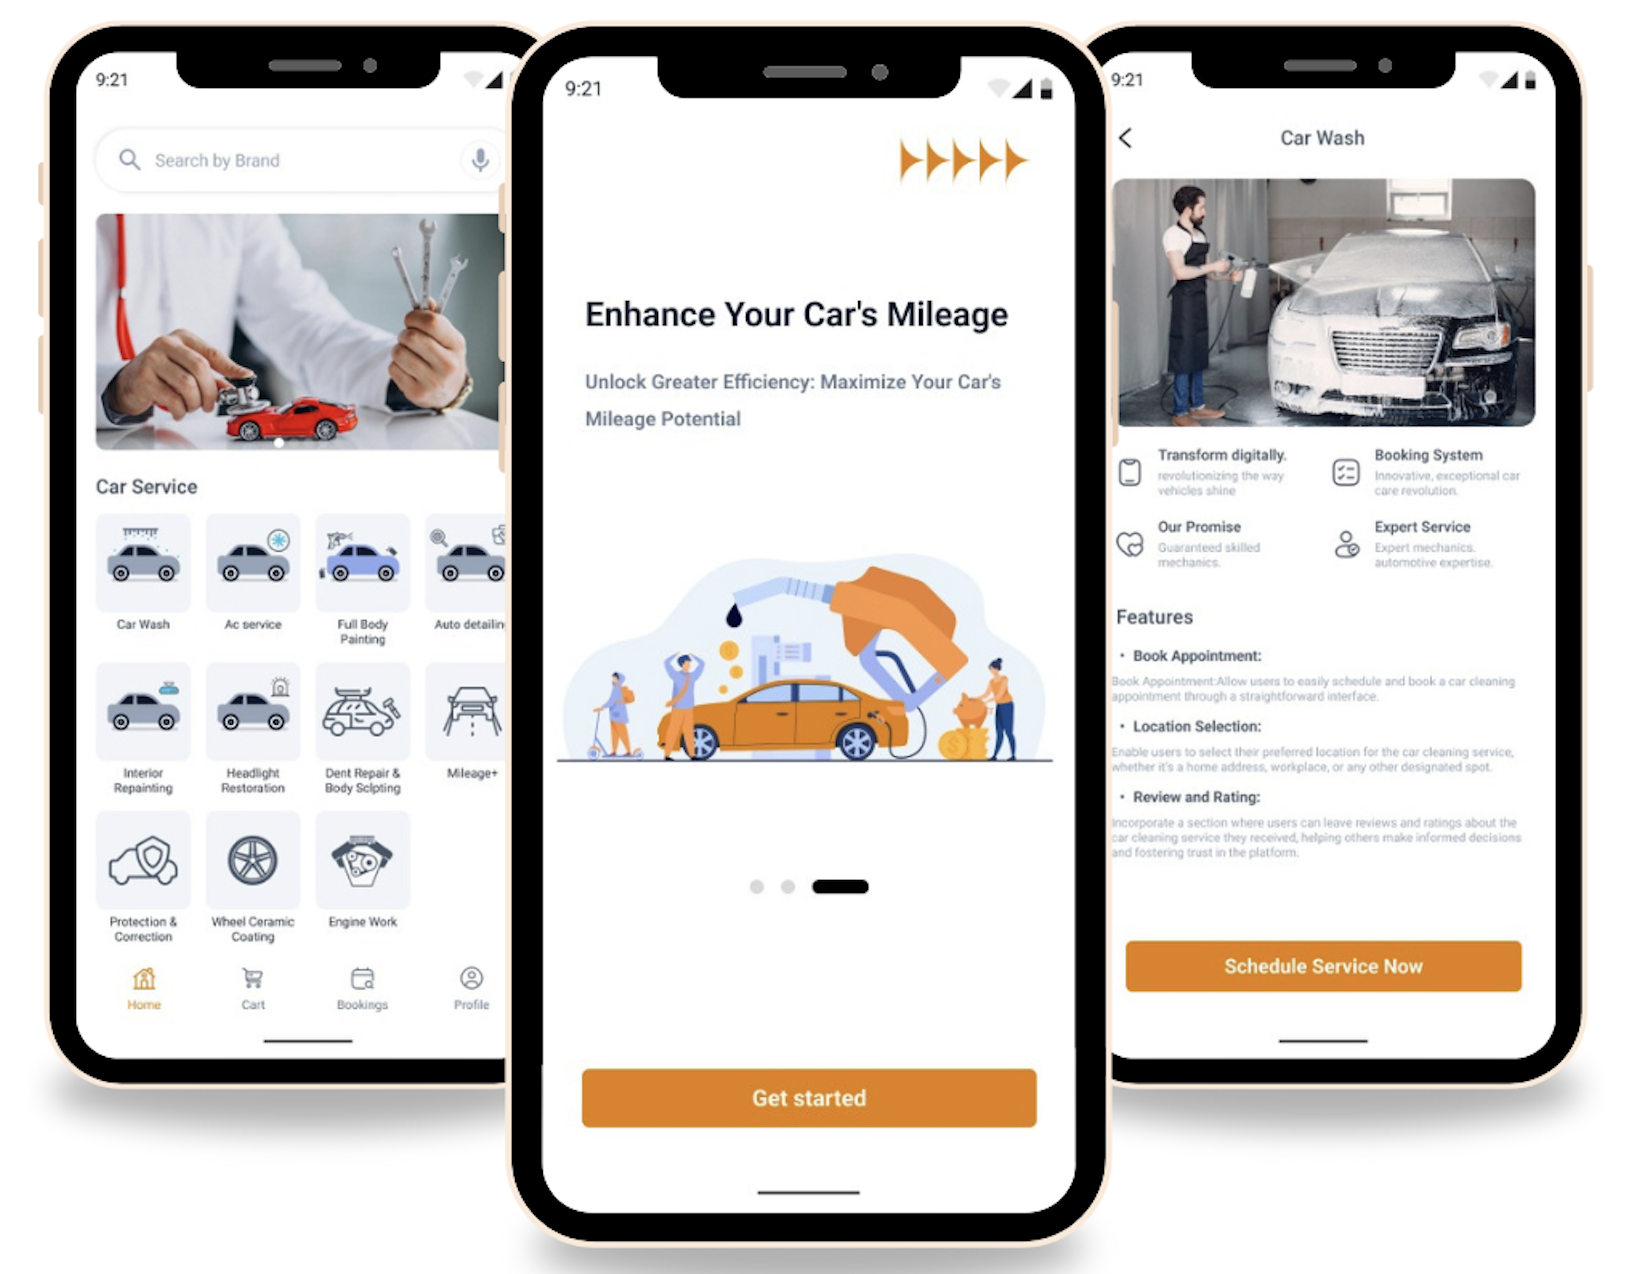 9:21
Search by Brand
Car Service
Car Wash
Ac service
Full Body
Painting
Auto detailin
Interior
Repainting
Headlight
Restoration
Dent Repair &
Body Sclpting
Mileage+
Protection &
Correction
Wheel Ceramic
Coating
Engine Work
Home
Cart
Bookings
Profile
9:21
Enhance Your Car's Mileage
Unlock Greater Efficiency: Maximize Your Car's
Mileage Potential
Get started
9:21
Car Wash
Transform digitally.
revolutionizing the way
vehicles shine
Booking System
Innovative, exceptional car
care revolution.
Our Promise
Guaranteed skilled
mechanics.
Expert Service
Expert mechanics.
automotive expertise.
Features
• Book Appointment:
Book Appointment:Allow users to easily schedule and book a car cleaning
appointment through a straightforward interface.
• Location Selection:
Enable users to select their preferred location for the car cleaning service,
whether it's a home address, workplace, or any other designated spot.
• Review and Rating:
Incorporate a section where users can leave reviews and ratings about the
car cleaning service they received, helping others make informed decisions
and fostering trust in the platform.
Schedule Service Now